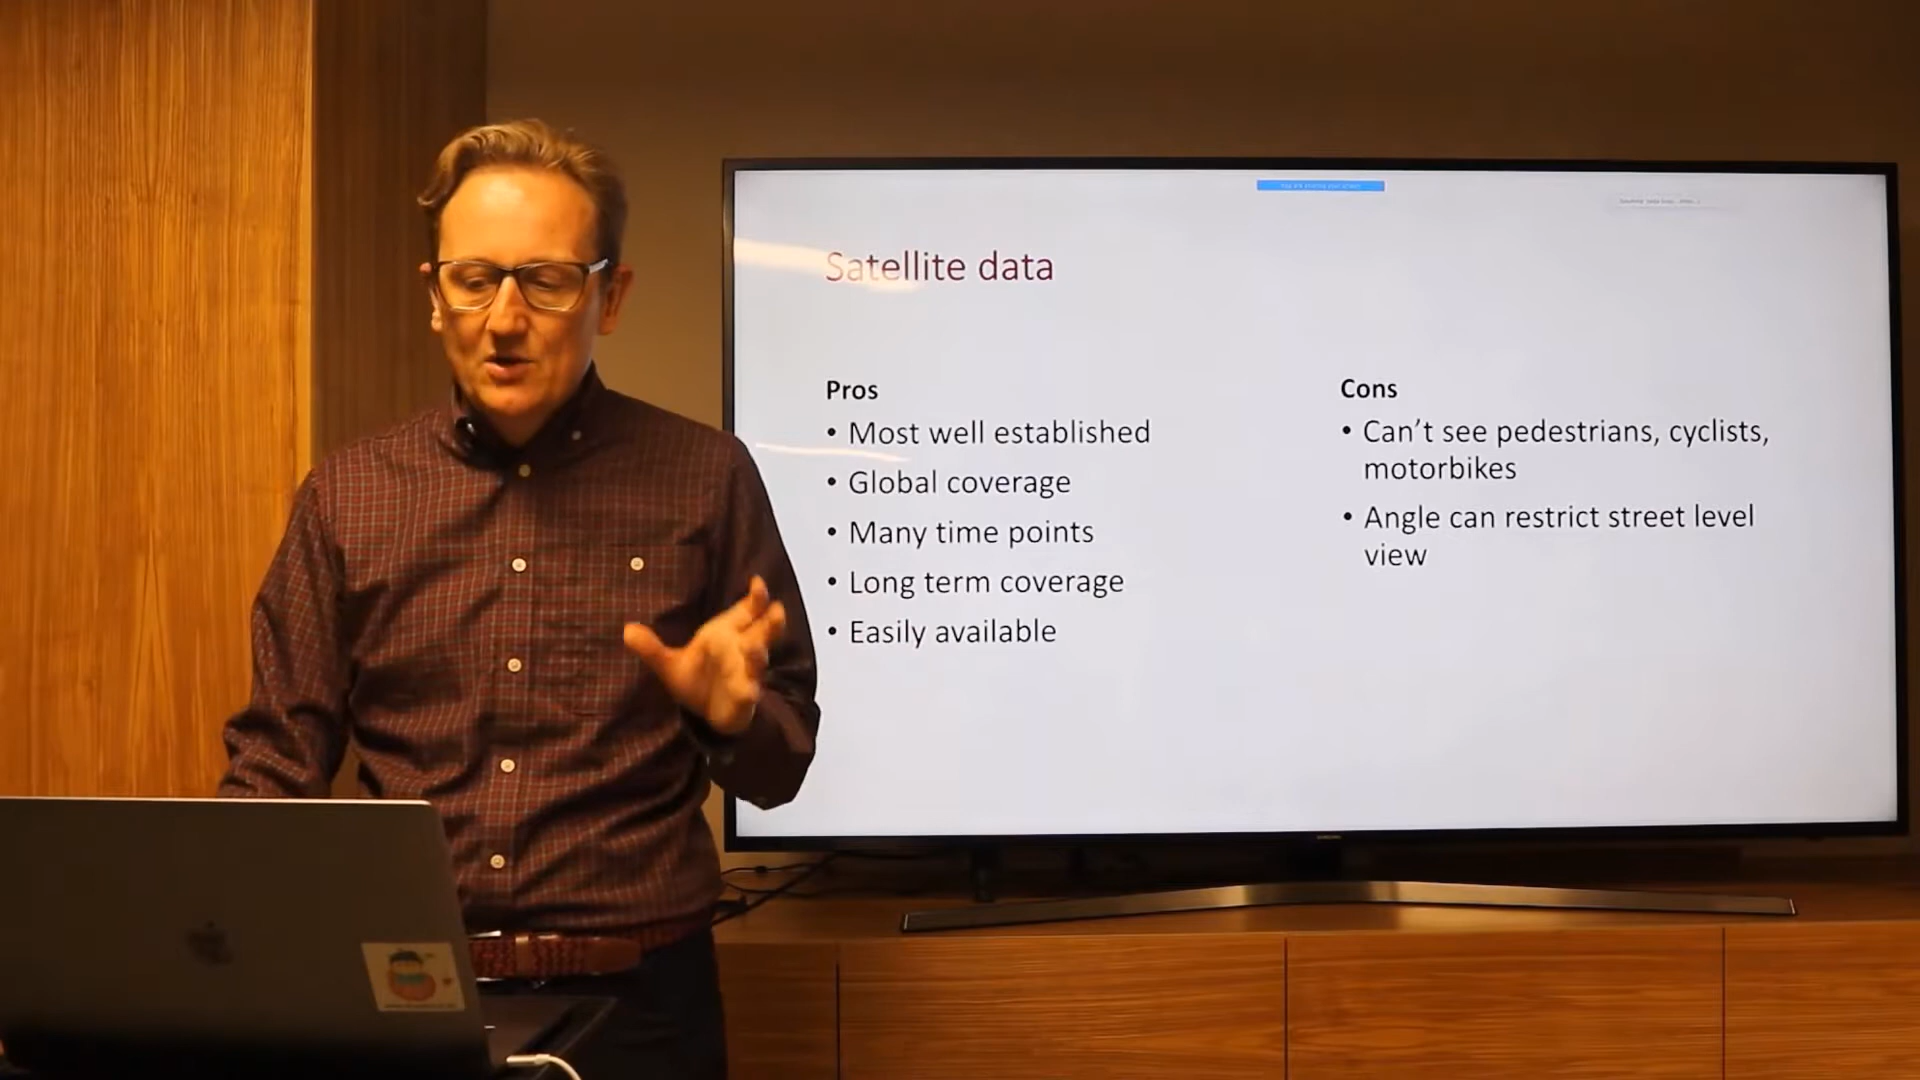 Satellite data
Pros
• Most well established
• Global coverage
• Many time points
• Long term coverage
• Easily available
Cons
• Can't see pedestrians, cyclists,
motorbikes
• Angle can restrict street level
view
SAMSUNG